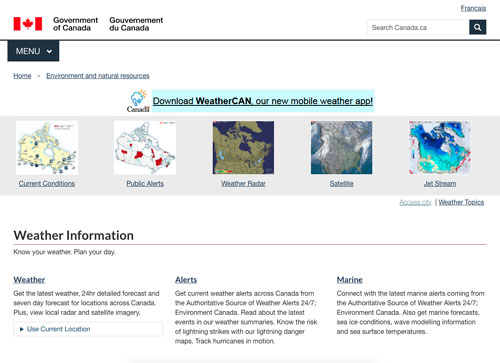 Français
Government of Canada
Gouvernement du Canada
Search Canada.ca
MENU
Home » Environment and natural resources
Canada
Download WeatherCAN, our new mobile weather app!
Current Conditions
Public Alerts
Weather Radar
Satellite
Jet Stream
Access city | Weather Topics
Weather Information
Know your weather. Plan your day.
Weather
Get the latest weather, 24hr detailed forecast and
seven day forecast for locations across Canada.
Plus, view local radar and satellite imagery.
Use Current Location
Alerts
Get current weather alerts across Canada from
the Authoritative Source of Weather Alerts 24/7;
Environment Canada. Read about the latest
events in our weather summaries. Know the risk
of lightning strikes with our lightning danger
maps. Track hurricanes in motion.
Marine
Connect with the latest marine alerts coming from
the Authoritative Source of Weather Alerts 24/7;
Environment Canada. Also get marine forecasts,
sea ice conditions, wave modelling information
and sea surface temperatures.